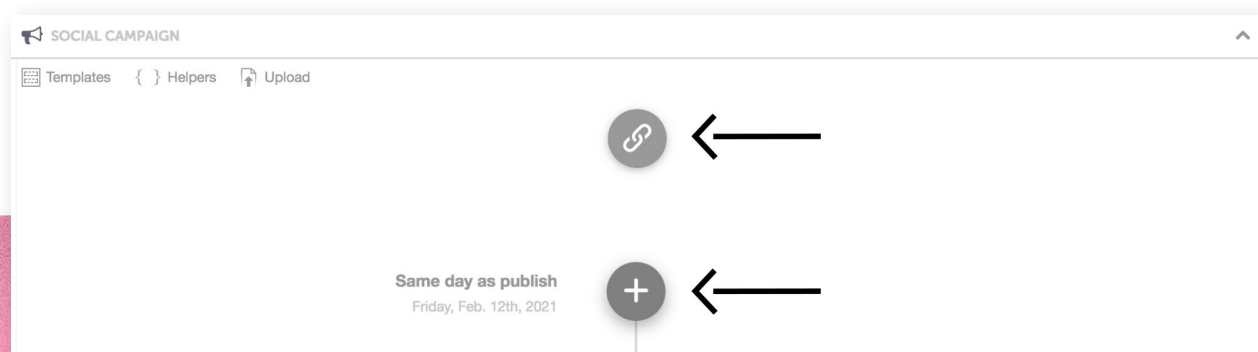 SOCIAL CAMPAIGN
Templates { } Helpers Upload
Same day as publish
Friday, Feb. 12th, 2021